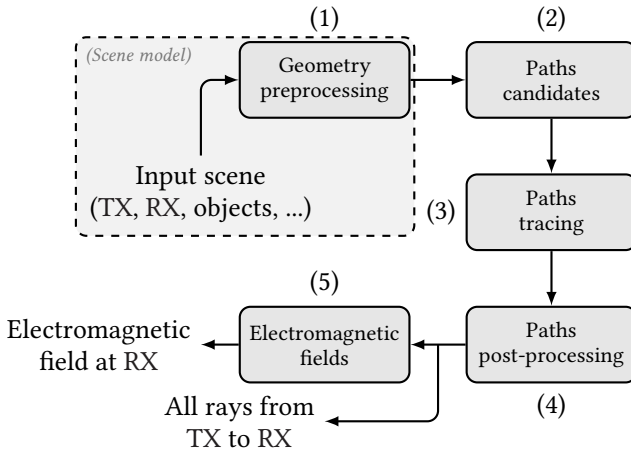 (1)
(2)
(Scene model)
Geometry
preprocessing
Paths
candidates
Input scene
(TX, RX, objects, ...)
(3)
Paths
tracing
(5)
Electromagnetic
field at RX
Electromagnetic
fields
Paths
post-processing
(4)
All rays from
TX to RX